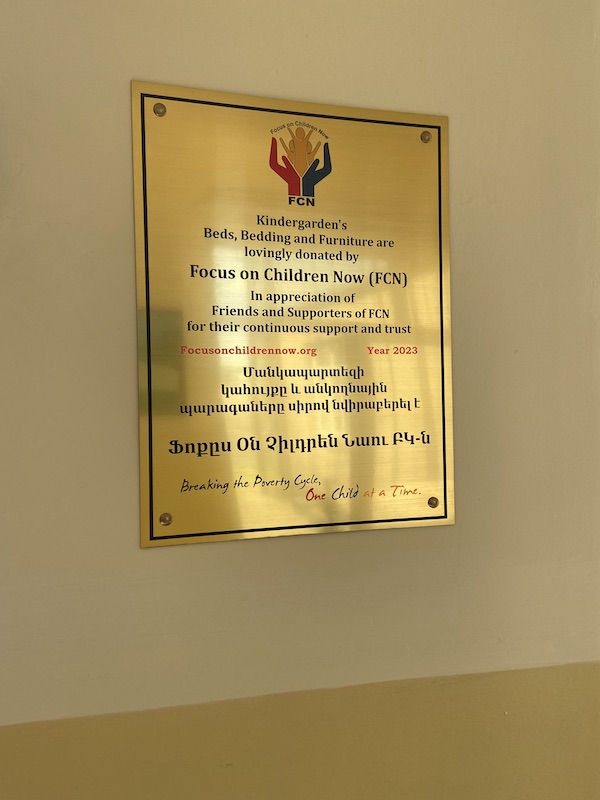 Focus on Children Now
FCN
Kindergarden's
Beds, Bedding and Furniture are
lovingly donated by
Focus on Children Now (FCN)
In appreciation of
Friends and Supporters of FCN
for their continuous support and trust
Focusonchildrennow.org Year 2023
Մանկապարտեզի
կահույքը և անկողնային
պարագաները սիրով նվիրաբերել է
Ֆոքըս Օն Չիլդրեն Նաու ԲԿ-ն
Breaking the Poverty Cycle,
One Child at a Time.